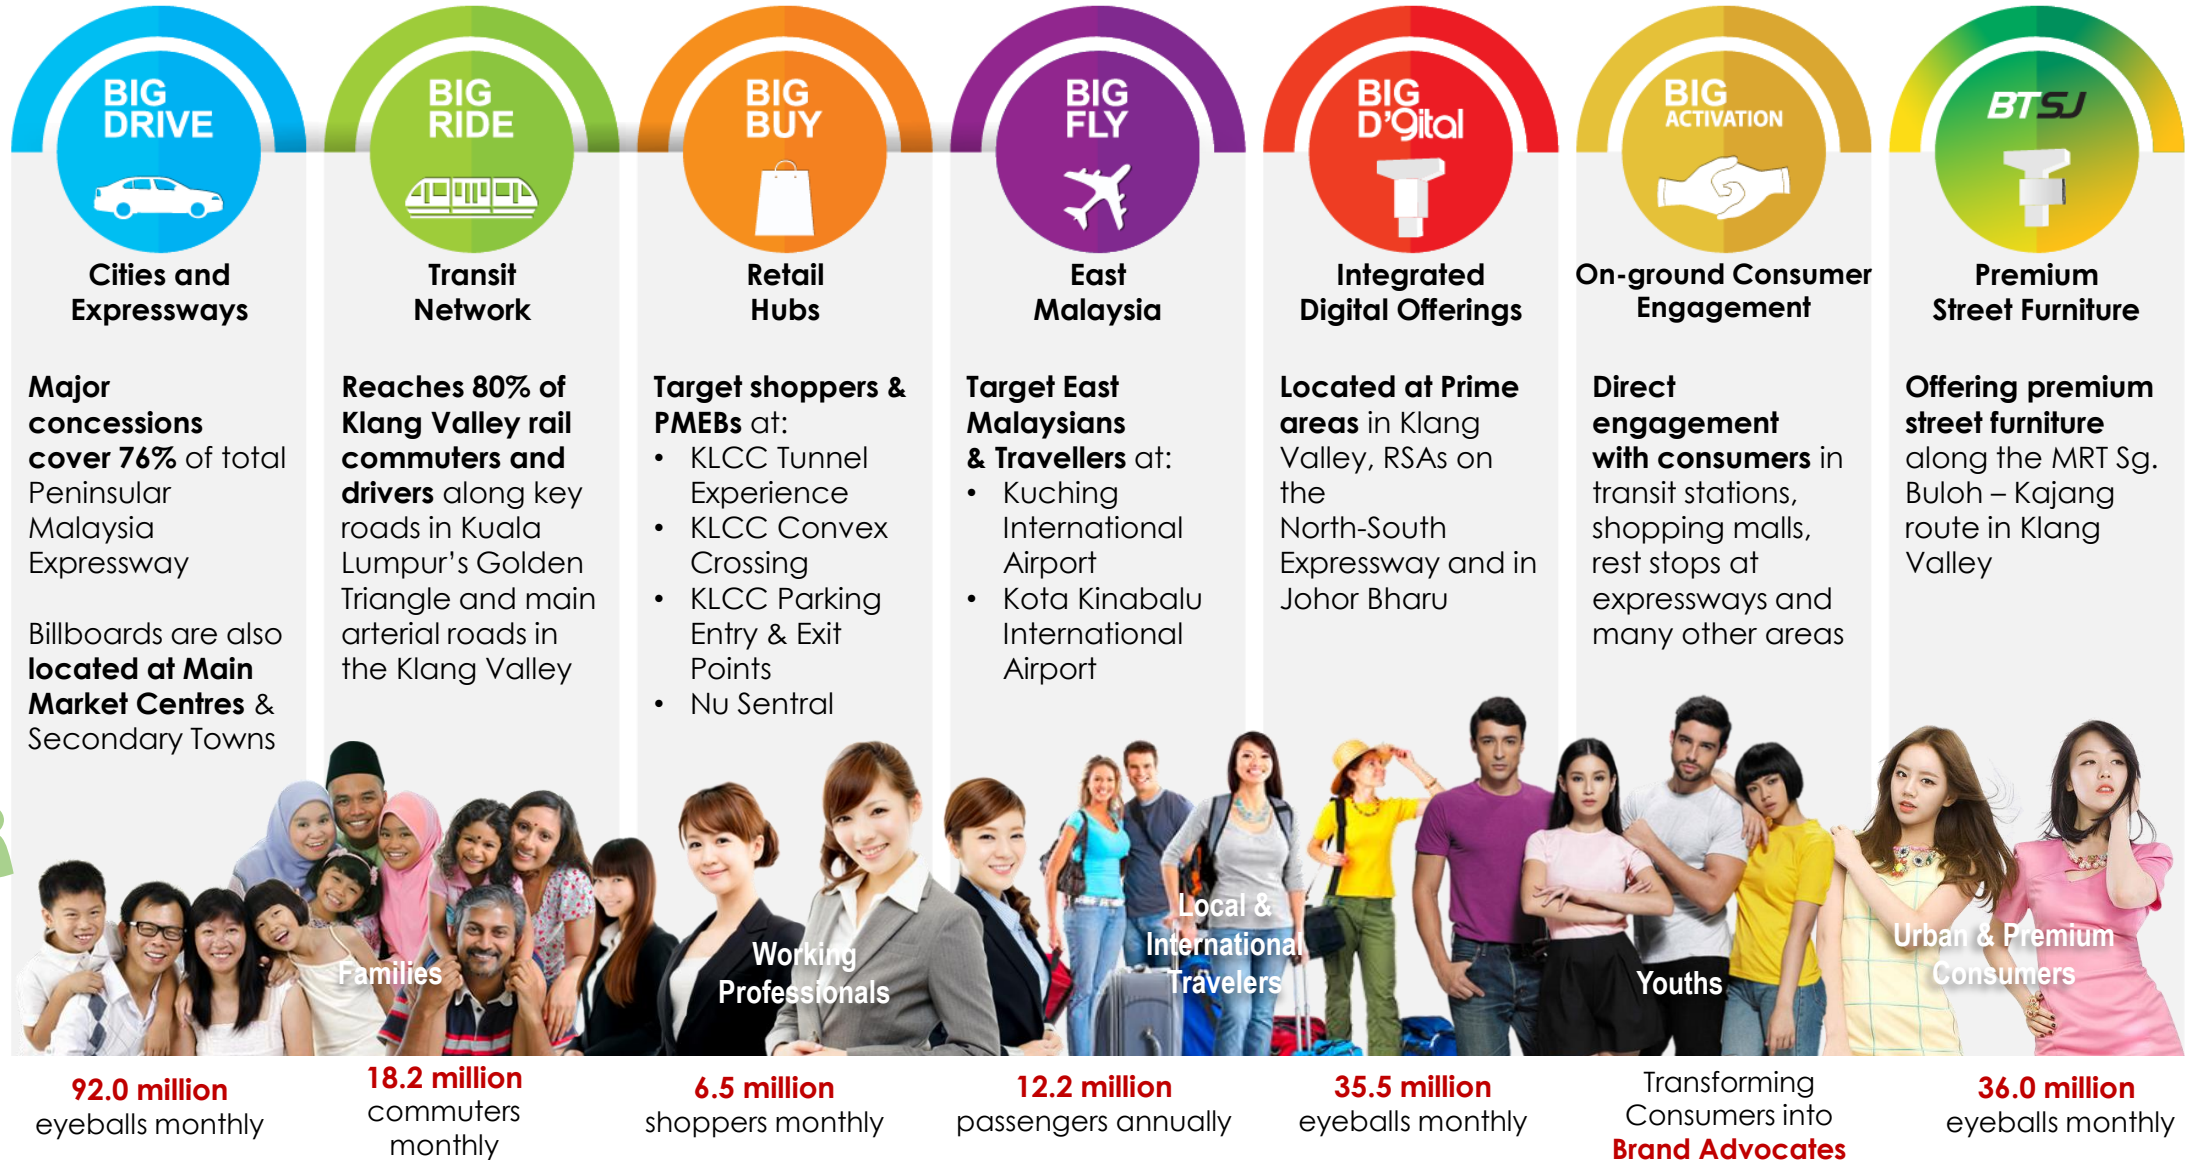 BIG
DRIVE
Cities and
Expressways
Major
concessions
cover 76% of total
Peninsular
Malaysia
Expressway
Billboards are also
located at Main
Market Centres &
Secondary Towns
92.0 million
eyeballs monthly
BIG
RIDE
Transit
Network
Reaches 80% of
Klang Valley rail
commuters and
drivers along key
roads in Kuala
Lumpur's Golden
Triangle and main
arterial roads in
the Klang Valley
Families
18.2 million
commuters
monthly
BIG
BUY
Retail
Hubs
Target shoppers &
PMEBs at:
• KLCC Tunnel
Experience
• KLCC Convex
Crossing
• KLCC Parking
Entry & Exit
Points
• Nu Sentral
Working
Professionals
6.5 million
shoppers monthly
BIG
FLY
East
Malaysia
Target East
Malaysians
& Travellers at:
• Kuching
International
Airport
• Kota Kinabalu
International
Airport
Local &
International
Travelers
12.2 million
passengers annually
BIG
D'gital
Integrated
Digital Offerings
Located at Prime
areas in Klang
Valley, RSAs on
the
North-South
Expressway and in
Johor Bharu
35.5 million
eyeballs monthly
BIG
ACTIVATION
On-ground Consumer
Engagement
Direct
engagement
with consumers in
transit stations,
shopping malls,
rest stops at
expressways and
many other areas
Youths
Transforming
Consumers into
Brand Advocates
BTSJ
Premium
Street Furniture
Offering premium
street furniture
along the MRT Sg.
Buloh – Kajang
route in Klang
Valley
Urban & Premium
Consumers
36.0 million
eyeballs monthly